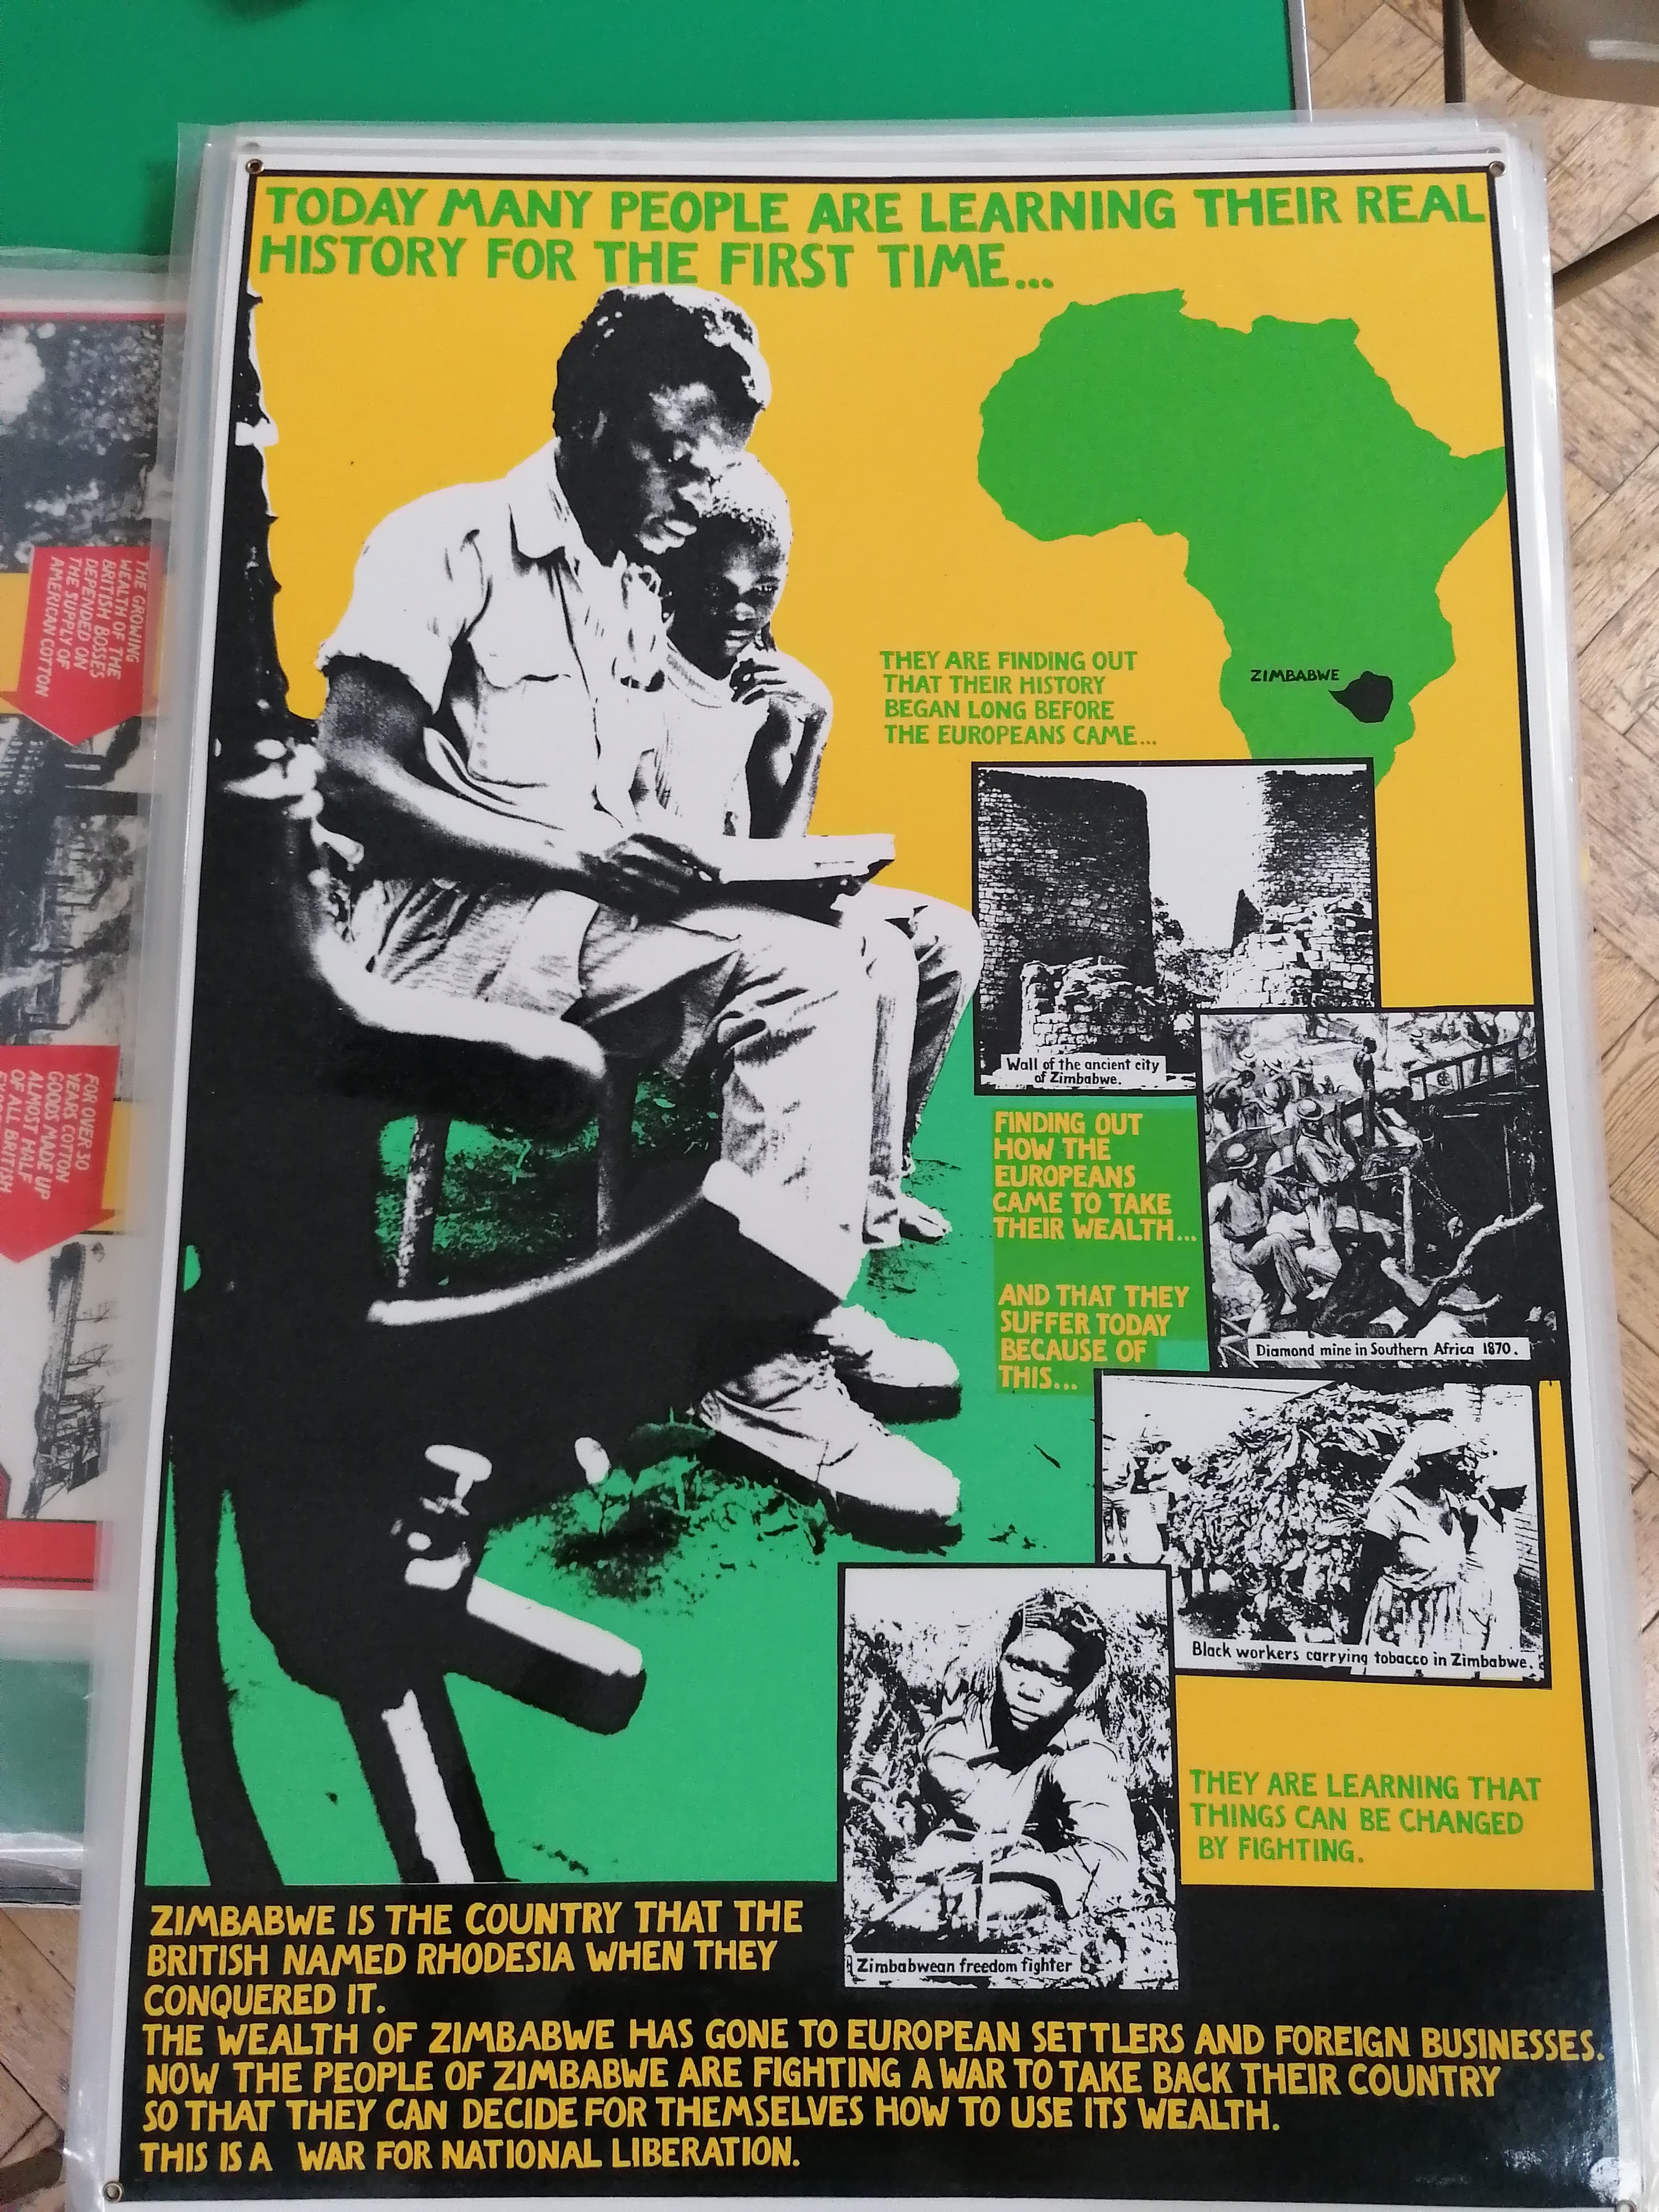 TODAY MANY PEOPLE ARE LEARNING THEIR REAL
HISTORY FOR THE FIRST TIME...
THEY ARE FINDING OUT
THAT THEIR HISTORY
BEGAN LONG BEFORE
THE EUROPEANS CAME...
ZIMBABWE
Wall of the ancient city
of Zimbabwe.
FINDING OUT
HOW THE
EUROPEANS
CAME TO TAKE
THEIR WEALTH...
AND THAT THEY
SUFFER TODAY
BECAUSE OF
THIS...
Diamond mine in Southern Africa 1870.
Black workers carrying tobacco in Zimbabwe.
Zimbabwean freedom fighter
THEY ARE LEARNING THAT
THINGS CAN BE CHANGED
BY FIGHTING.
ZIMBABWE IS THE COUNTRY THAT THE
BRITISH NAMED RHODESIA WHEN THEY
CONQUERED IT.
THE WEALTH OF ZIMBABWE HAS GONE TO EUROPEAN SETTLERS AND FOREIGN BUSINESSES.
NOW THE PEOPLE OF ZIMBABWE ARE FIGHTING A WAR TO TAKE BACK THEIR COUNTRY
SO THAT THEY CAN DECIDE FOR THEMSELVES HOW TO USE ITS WEALTH.
THIS IS A WAR FOR NATIONAL LIBERATION.
THE GROWING
WEALTH OF THE
BRITISH BOSSES
DEPENDED ON
THE SUPPLY OF
AMERICAN COTTON
FOR OVER 50
YEARS COTTON
GOODS MADE UP
ALMOST HALF
OF ALL BRITISH